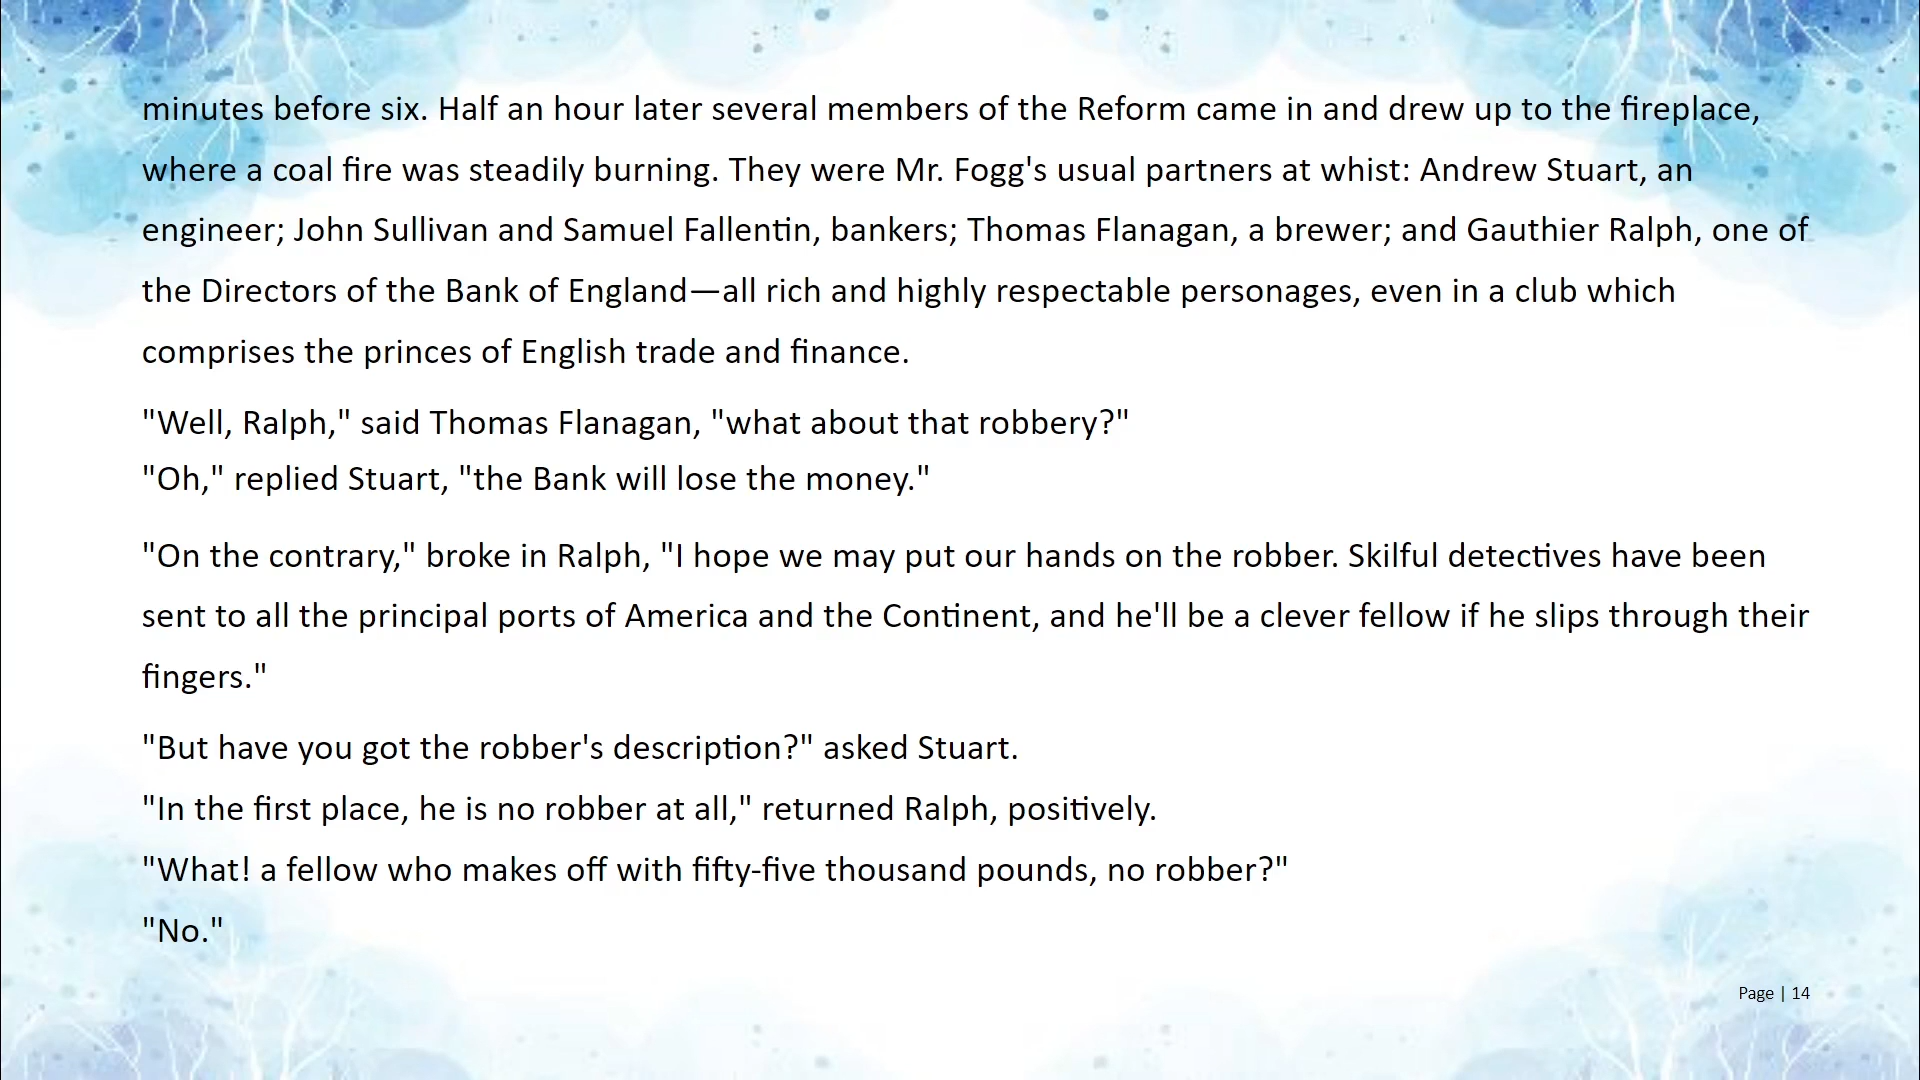 minutes before six. Half an hour later several members of the Reform came in and drew up to the fireplace,
where a coal fire was steadily burning. They were Mr. Fogg's usual partners at whist: Andrew Stuart, an
engineer; John Sullivan and Samuel Fallentin, bankers; Thomas Flanagan, a brewer; and Gauthier Ralph, one of
the Directors of the Bank of England—all rich and highly respectable personages, even in a club which
comprises the princes of English trade and finance.
"Well, Ralph," said Thomas Flanagan, "what about that robbery?"
"Oh," replied Stuart, "the Bank will lose the money."
"On the contrary," broke in Ralph, "I hope we may put our hands on the robber. Skilful detectives have been
sent to all the principal ports of America and the Continent, and he'll be a clever fellow if he slips through their
fingers."
"But have you got the robber's description?" asked Stuart.
"In the first place, he is no robber at all," returned Ralph, positively.
"What! a fellow who makes off with fifty-five thousand pounds, no robber?"
"No."
Page | 14